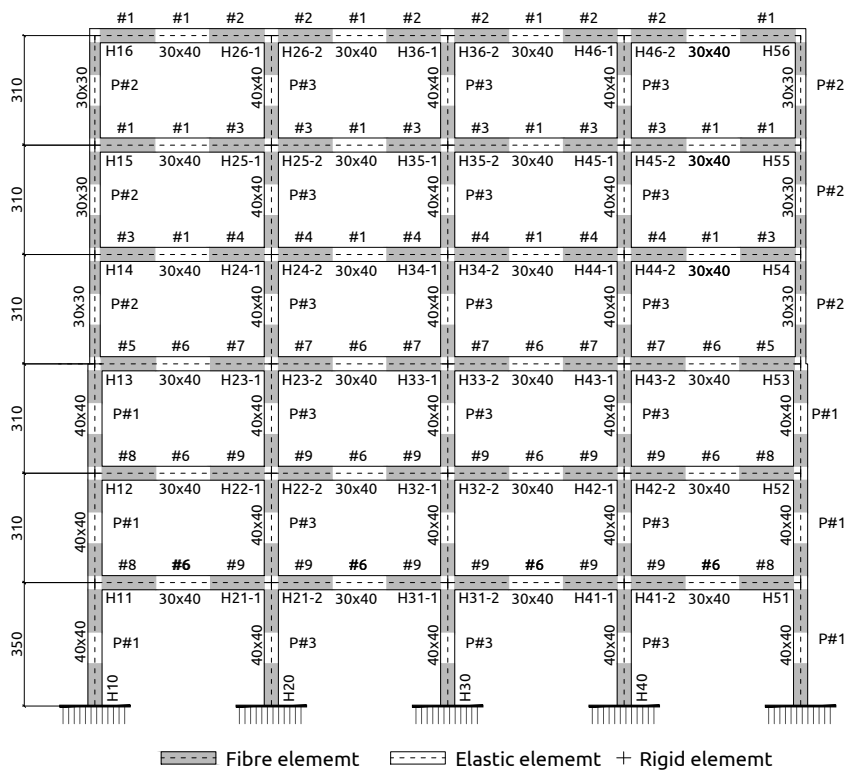 #1 #1 #2 #2 #1 #2 #2 #1 #2 #2 #1
H16 30x40 H26-1 H26-2 30x40 H36-1 H36-2 30x40 H46-1 H46-2 30x40 H56
310 30x30 P#2 40x40 P#3 40x40 P#3 40x40 P#3 30x30 P#2
#1 #1 #3 #3 #1 #3 #3 #1 #3 #3 #1 #1
H15 30x40 H25-1 H25-2 30x40 H35-1 H35-2 30x40 H45-1 H45-2 30x40 H55
310 30x30 P#2 40x40 P#3 40x40 P#3 40x40 P#3 30x30 P#2
#3 #1 #4 #4 #1 #4 #4 #1 #4 #4 #1 #3
H14 30x40 H24-1 H24-2 30x40 H34-1 H34-2 30x40 H44-1 H44-2 30x40 H54
310 30x30 P#2 40x40 P#3 40x40 P#3 40x40 P#3 30x30 P#2
#5 #6 #7 #7 #6 #7 #7 #6 #7 #7 #6 #5
H13 30x40 H23-1 H23-2 30x40 H33-1 H33-2 30x40 H43-1 H43-2 30x40 H53
310 40x40 P#1 40x40 P#3 40x40 P#3 40x40 P#3 40x40 P#1
#8 #6 #9 #9 #6 #9 #9 #6 #9 #9 #6 #8
H12 30x40 H22-1 H22-2 30x40 H32-1 H32-2 30x40 H42-1 H42-2 30x40 H52
310 40x40 P#1 40x40 P#3 40x40 P#3 40x40 P#3 40x40 P#1
#8 #6 #9 #9 #6 #9 #9 #6 #9 #9 #6 #8
H11 30x40 H21-1 H21-2 30x40 H31-1 H31-2 30x40 H41-1 H41-2 30x40 H51
350 40x40 P#1 40x40 P#3 40x40 P#3 40x40 P#3 40x40 P#1
H10 H20 H30 H40
Fibre elememt Elastic elememt Rigid elememt